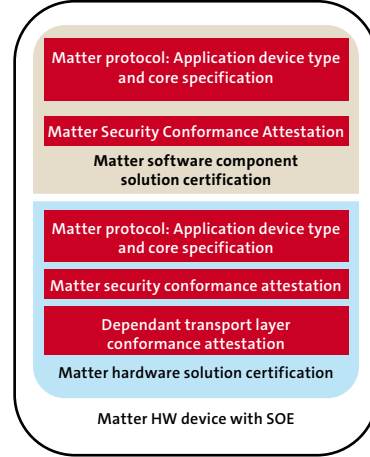 Matter protocol: Application device type
and core specification
Matter Security Conformance Attestation
Matter software component
solution certification
Matter protocol: Application device type
and core specification
Matter security conformance attestation
Dependant transport layer
conformance attestation
Matter hardware solution certification
Matter HW device with SOE